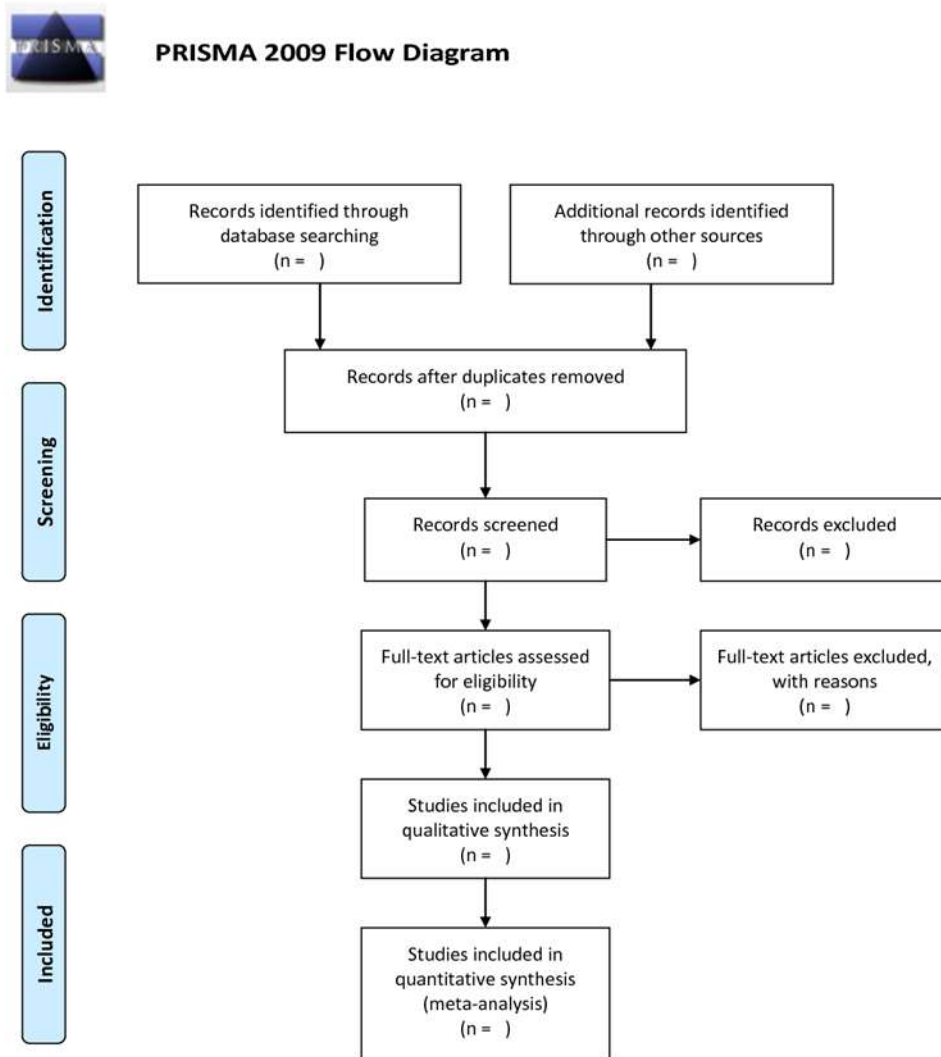 PRISMA
PRISMA 2009 Flow Diagram
Identification
Records identified through
database searching
(n =   )
Additional records identified
through other sources
(n =   )
Records after duplicates removed
(n =   )
Screening
Records screened
(n =   )
Records excluded
(n =   )
Eligibility
Full-text articles assessed
for eligibility
(n =   )
Full-text articles excluded,
with reasons
(n =   )
Studies included in
qualitative synthesis
(n =   )
Included
Studies included in
quantitative synthesis
(meta-analysis)
(n =   )